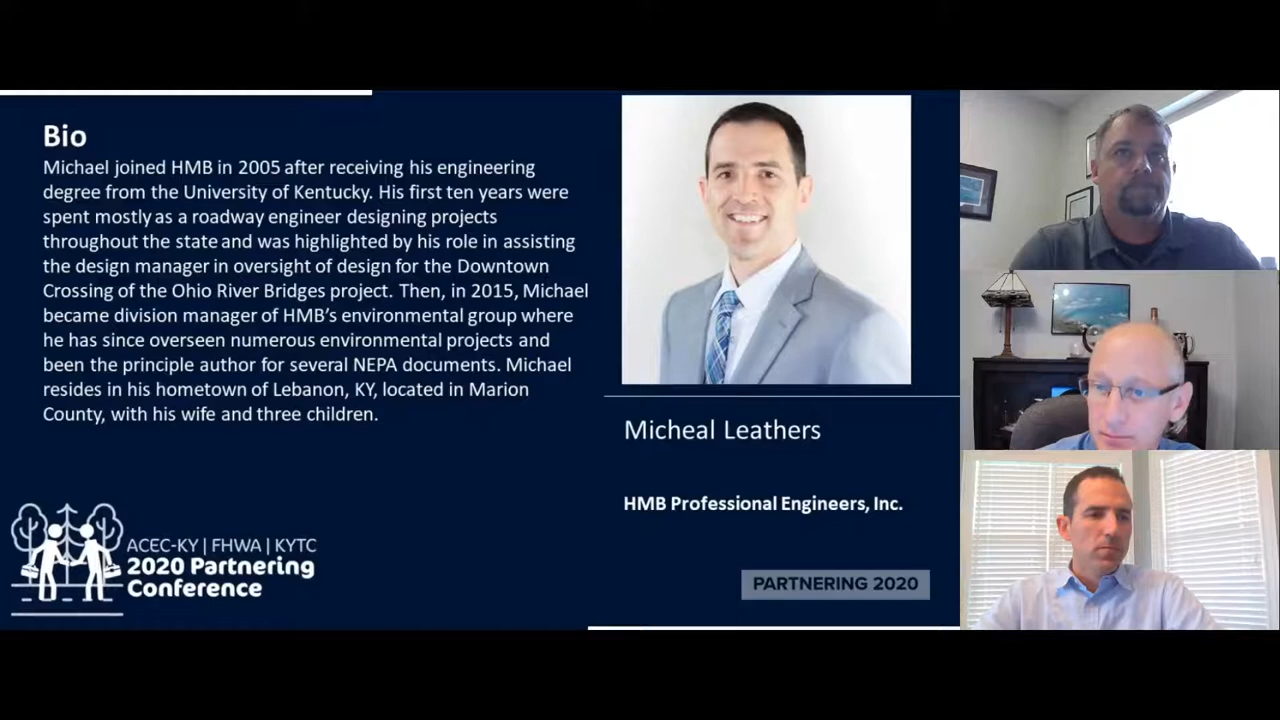 Bio
Michael joined HMB in 2005 after receiving his engineering
degree from the University of Kentucky. His first ten years were
spent mostly as a roadway engineer designing projects
throughout the state and was highlighted by his role in assisting
the design manager in oversight of design for the Downtown
Crossing of the Ohio River Bridges project. Then, in 2015, Michael
became division manager of HMB's environmental group where
he has since overseen numerous environmental projects and
been the principle author for several NEPA documents. Michael
resides in his hometown of Lebanon, KY, located in Marion
County, with his wife and three children.
Micheal Leathers
HMB Professional Engineers, Inc.
ACEC-KY | FHWA | KYTC
2020 Partnering
Conference
PARTNERING 2020